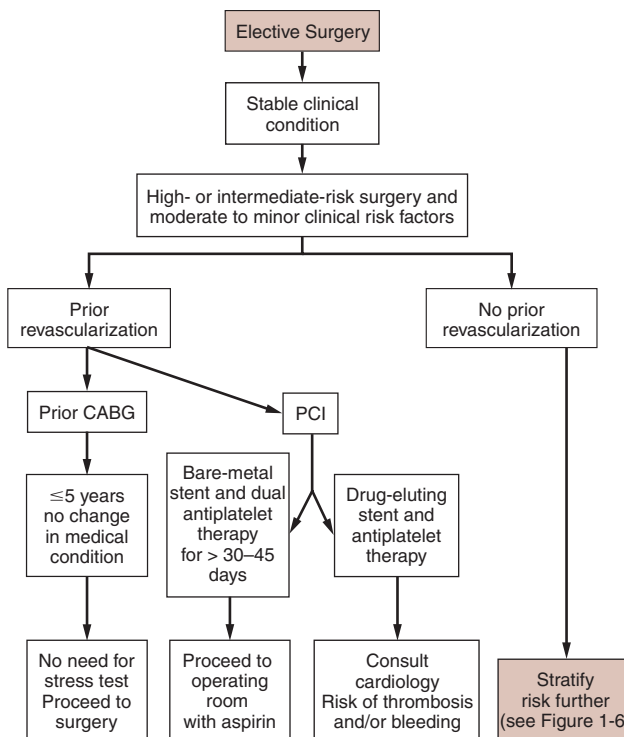 Elective Surgery
Stable clinical
condition
High- or intermediate-risk surgery and
moderate to minor clinical risk factors
Prior
revascularization
No prior
revascularization
Prior CABG
PCI
≤5 years
no change
in medical
condition
Bare-metal
stent and dual
antiplatelet
therapy
for > 30–45
days
Drug-eluting
stent and
antiplatelet
therapy
No need for
stress test
Proceed to
surgery
Proceed to
operating
room
with aspirin
Consult
cardiology
Risk of thrombosis
and/or bleeding
Stratify
risk further
(see Figure 1-6